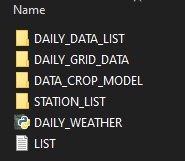 Name
DAILY_DATA_LIST
DAILY_GRID_DATA
DATA_CROP_MODEL
STATION_LIST
DAILY_WEATHER
LIST